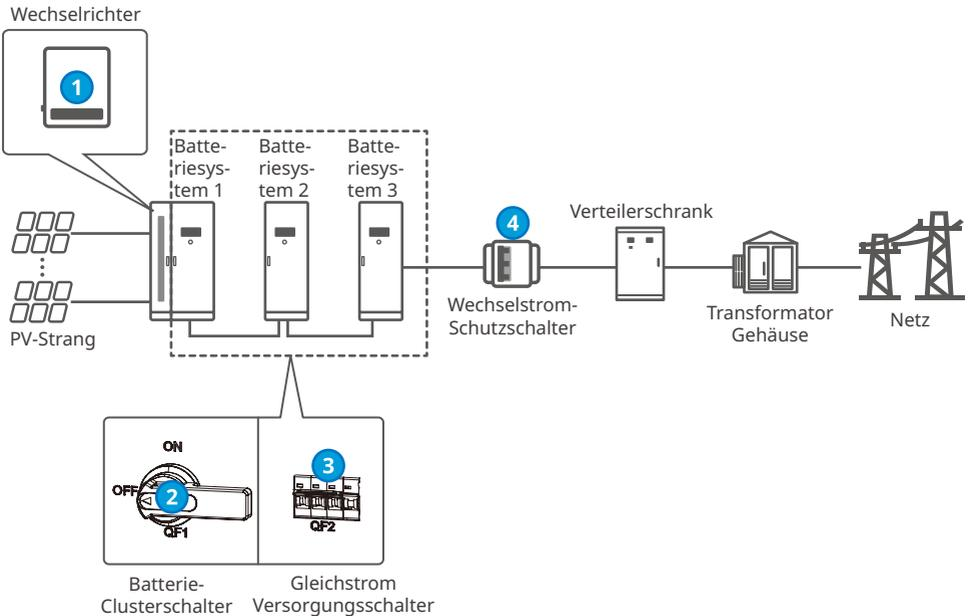 Wechselrichter
1
Batte-
riesys-
tem 1
Batte-
riesys-
tem 2
Batte-
riesys-
tem 3
4
Verteilerschrank
Wechselstrom-
Schutzschalter
Transformator
Gehäuse
Netz
PV-Strang
ON
OFF
2
QF1
3
QF2
Batterie-
Clusterschalter
Gleichstrom
Versorgungsschalter